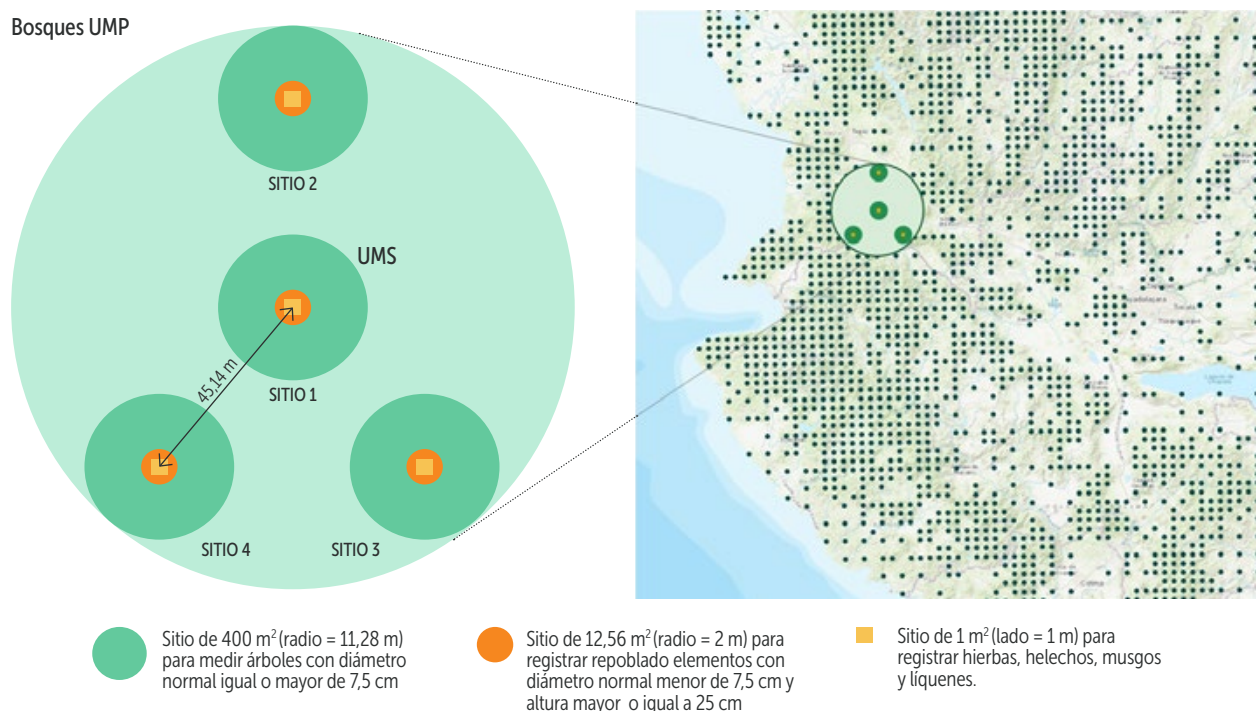 Bosques UMP
SITIO 2
UMS
45,14 m
SITIO 1
SITIO 4
SITIO 3
Tepic
Colima
Sitio de 400 m² (radio = 11,28 m)
para medir árboles con diámetro
normal igual o mayor de 7,5 cm
Sitio de 12,56 m² (radio = 2 m) para
registrar repoblado elementos con
diámetro normal menor de 7,5 cm y
altura mayor o igual a 25 cm
Sitio de 1 m² (lado = 1 m) para
registrar hierbas, helechos, musgos
y líquenes.